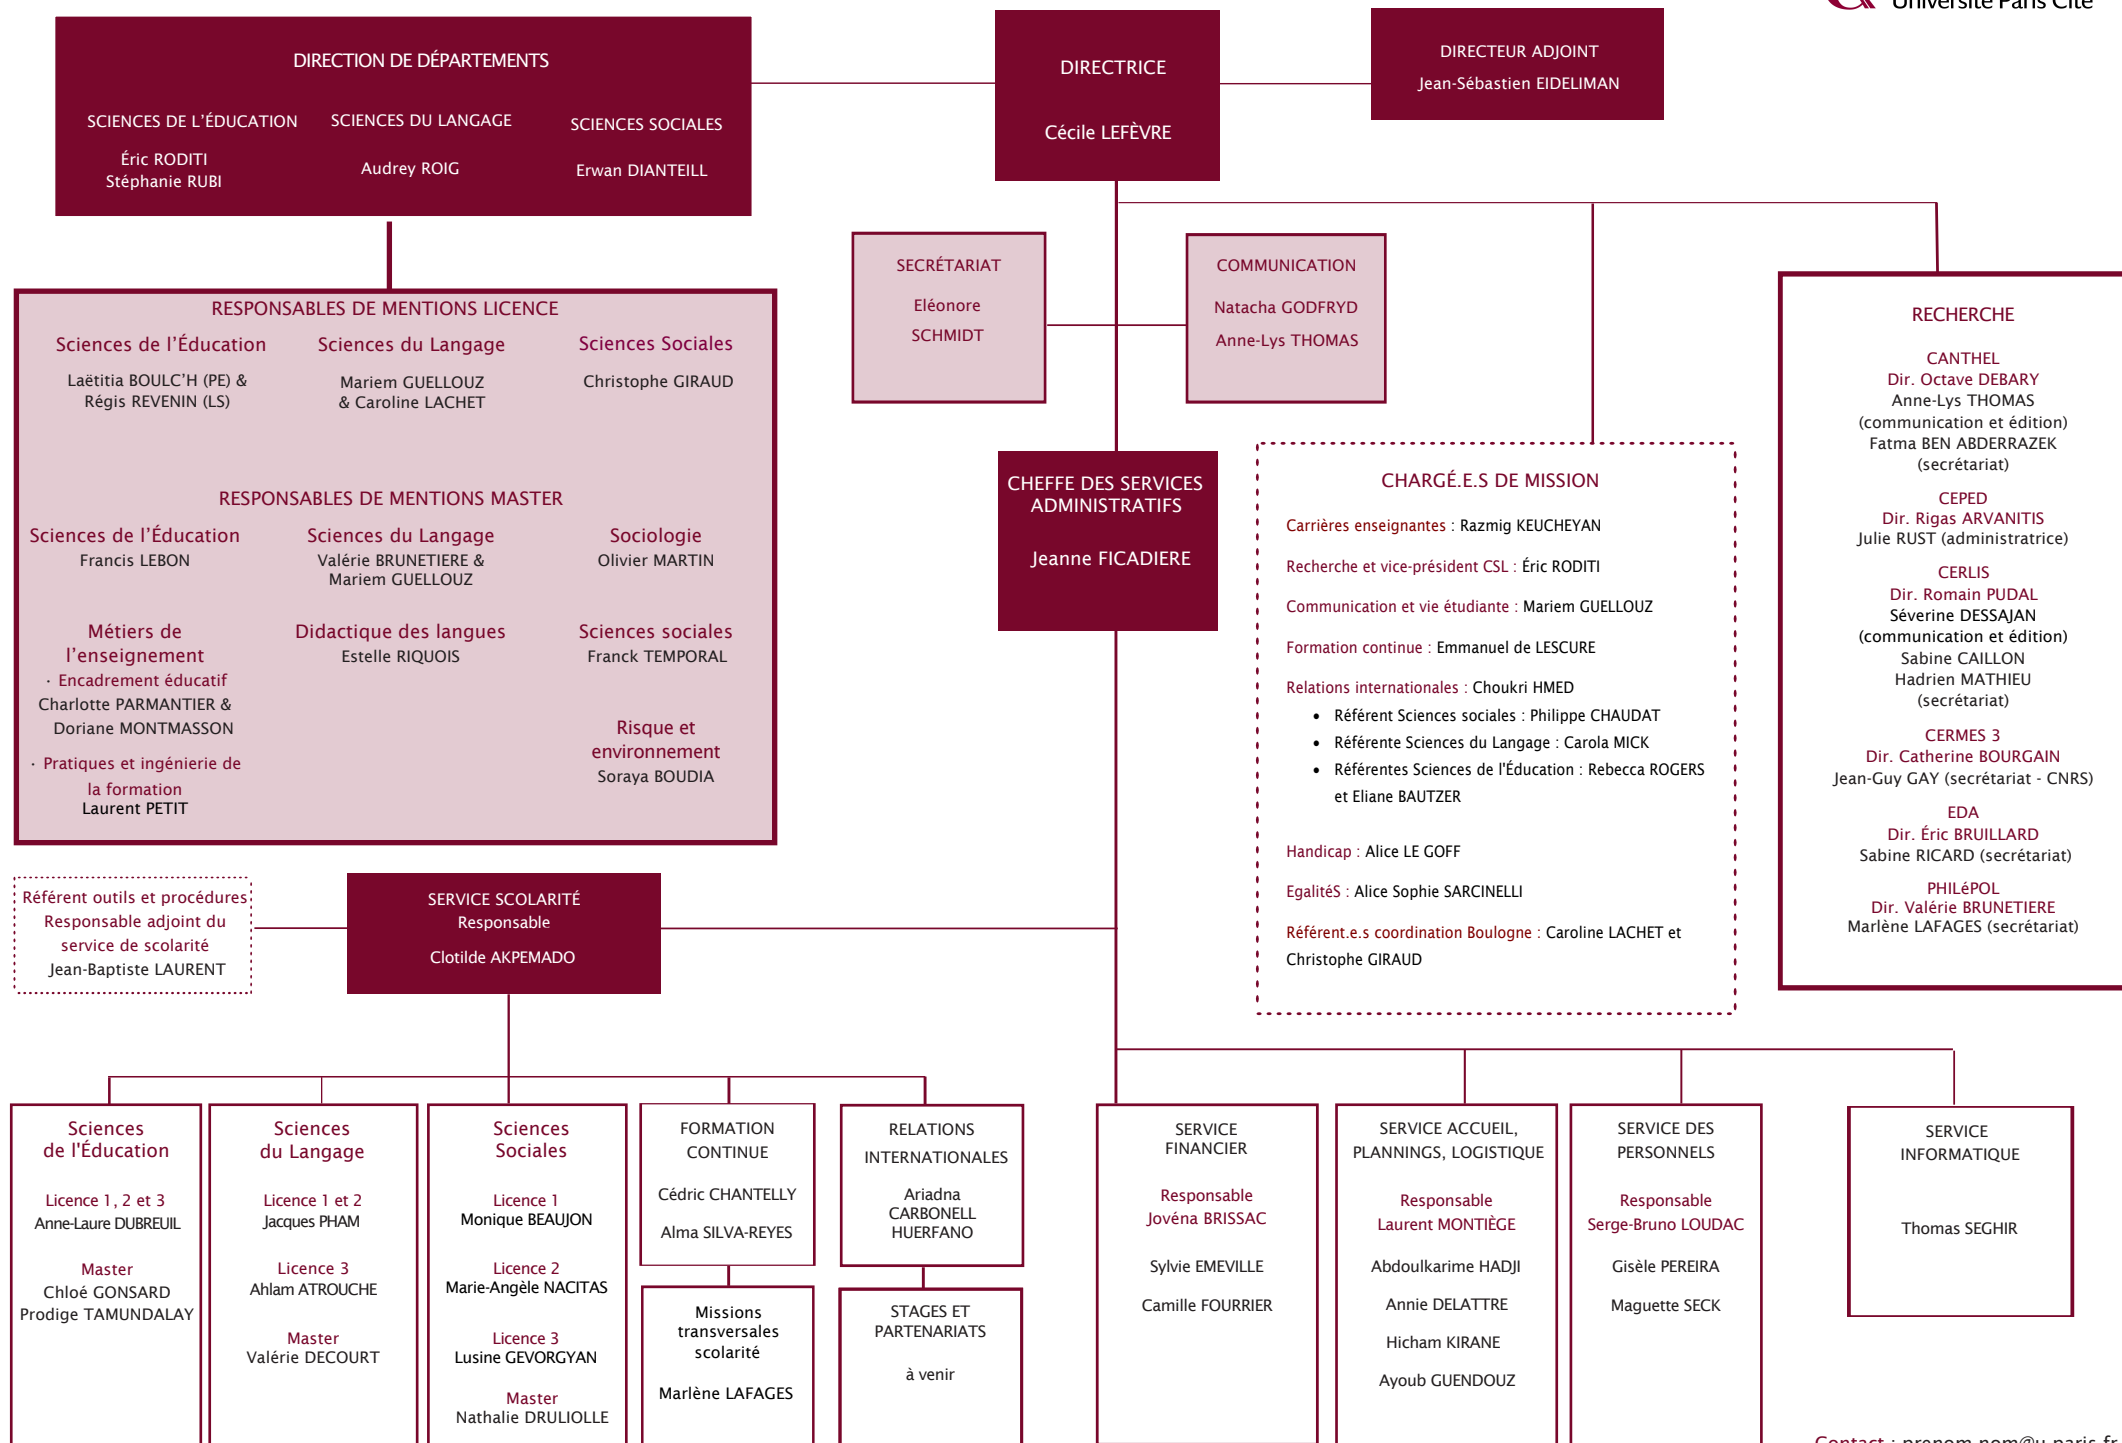 Université Paris Cité
DIRECTION DE DÉPARTEMENTS
SCIENCES DE L’ÉDUCATION
Éric RODITI
Stéphanie RUBI
SCIENCES DU LANGAGE
Audrey ROIG
SCIENCES SOCIALES
Erwan DIANTEILL
DIRECTRICE
Cécile LEFÈVRE
DIRECTEUR ADJOINT
Jean-Sébastien EIDELIMAN
SECRÉTARIAT
Eléonore
SCHMIDT
COMMUNICATION
Natacha GODFRYD
Anne-Lys THOMAS
RESPONSABLES DE MENTIONS LICENCE
Sciences de l’Éducation
Laëtitia BOULC’H (PE) &
Régis REVENIN (LS)
Sciences du Langage
Mariem GUELLOUZ
& Caroline LACHET
Sciences Sociales
Christophe GIRAUD
RESPONSABLES DE MENTIONS MASTER
Sciences de l’Éducation
Francis LEBON
Sciences du Langage
Valérie BRUNETIERE &
Mariem GUELLOUZ
Sociologie
Olivier MARTIN
Métiers de
l’enseignement
· Encadrement éducatif
Charlotte PARMANTIER &
Doriane MONTMASSON
· Pratiques et ingénierie de
la formation
Laurent PETIT
Didactique des langues
Estelle RIQUOIS
Sciences sociales
Franck TEMPORAL
Risque et
environnement
Soraya BOUDIA
CHEFFE DES SERVICES
ADMINISTRATIFS
Jeanne FICADIERE
CHARGÉ.E.S DE MISSION
Carrières enseignantes : Razmig KEUCHEYAN
Recherche et vice-président CSL : Éric RODITI
Communication et vie étudiante : Mariem GUELLOUZ
Formation continue : Emmanuel de LESCURE
Relations internationales : Choukri HMED
• Référent Sciences sociales : Philippe CHAUDAT
• Référente Sciences du Langage : Carola MICK
• Référentes Sciences de l'Éducation : Rebecca ROGERS
et Eliane BAUTZER
Handicap : Alice LE GOFF
EgalitéS : Alice Sophie SARCINELLI
Référent.e.s coordination Boulogne : Caroline LACHET et
Christophe GIRAUD
RECHERCHE
CANTHEL
Dir. Octave DEBARY
Anne-Lys THOMAS
(communication et édition)
Fatma BEN ABDERRAZEK
(secrétariat)
CEPED
Dir. Rigas ARVANITIS
Julie RUST (administratrice)
CERLIS
Dir. Romain PUDAL
Séverine DESSAJAN
(communication et édition)
Sabine CAILLON
Hadrien MATHIEU
(secrétariat)
CERMES 3
Dir. Catherine BOURGAIN
Jean-Guy GAY (secrétariat - CNRS)
EDA
Dir. Éric BRUILLARD
Sabine RICARD (secrétariat)
PHILéPOL
Dir. Valérie BRUNETIERE
Marlène LAFAGES (secrétariat)
Référent outils et procédures
Responsable adjoint du
service de scolarité
Jean-Baptiste LAURENT
SERVICE SCOLARITÉ
Responsable
Clotilde AKPEMADO
Sciences
de l'Éducation
Licence 1, 2 et 3
Anne-Laure DUBREUIL
Master
Chloé GONSARD
Prodige TAMUNDALAY
Sciences
du Langage
Licence 1 et 2
Jacques PHAM
Licence 3
Ahlam ATROUCHE
Master
Valérie DECOURT
Sciences
Sociales
Licence 1
Monique BEAUJON
Licence 2
Marie-Angèle NACITAS
Licence 3
Lusine GEVORGYAN
Master
Nathalie DRULIOLLE
FORMATION
CONTINUE
Cédric CHANTELLY
Alma SILVA-REYES
Missions
transversales
scolarité
Marlène LAFAGES
RELATIONS
INTERNATIONALES
Ariadna
CARBONELL
HUERFANO
STAGES ET
PARTENARIATS
à venir
SERVICE
FINANCIER
Responsable
Jovéna BRISSAC
Sylvie EMEVILLE
Camille FOURRIER
SERVICE ACCUEIL,
PLANNINGS, LOGISTIQUE
Responsable
Laurent MONTIÈGE
Abdoulkarime HADJI
Annie DELATTRE
Hicham KIRANE
Ayoub GUENDOUZ
SERVICE DES
PERSONNELS
Responsable
Serge-Bruno LOUDAC
Gisèle PEREIRA
Maguette SECK
SERVICE
INFORMATIQUE
Thomas SEGHIR
Contact : prenom.nom@u-paris.fr